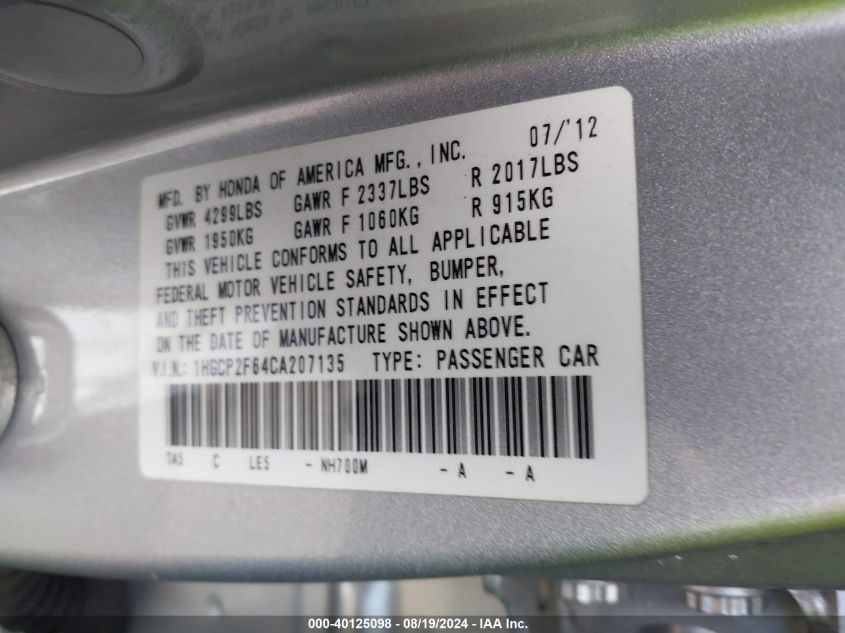 MFD. BY HONDA OF AMERICA MFG., INC. 07/'12
GVWR 4299LBS GAWR F 2337LBS R 2017LBS
GVWR 1950KG GAWR F 1060KG R 915KG
THIS VEHICLE CONFORMS TO ALL APPLICABLE
FEDERAL MOTOR VEHICLE SAFETY, BUMPER,
AND THEFT PREVENTION STANDARDS IN EFFECT
ON THE DATE OF MANUFACTURE SHOWN ABOVE.
V.I.N.: 1HGCP2F64CA207135 TYPE: PASSENGER CAR
TA5 C LE5 - NH700M - A - A
000-40125098 - 08/19/2024 - IAA Inc.